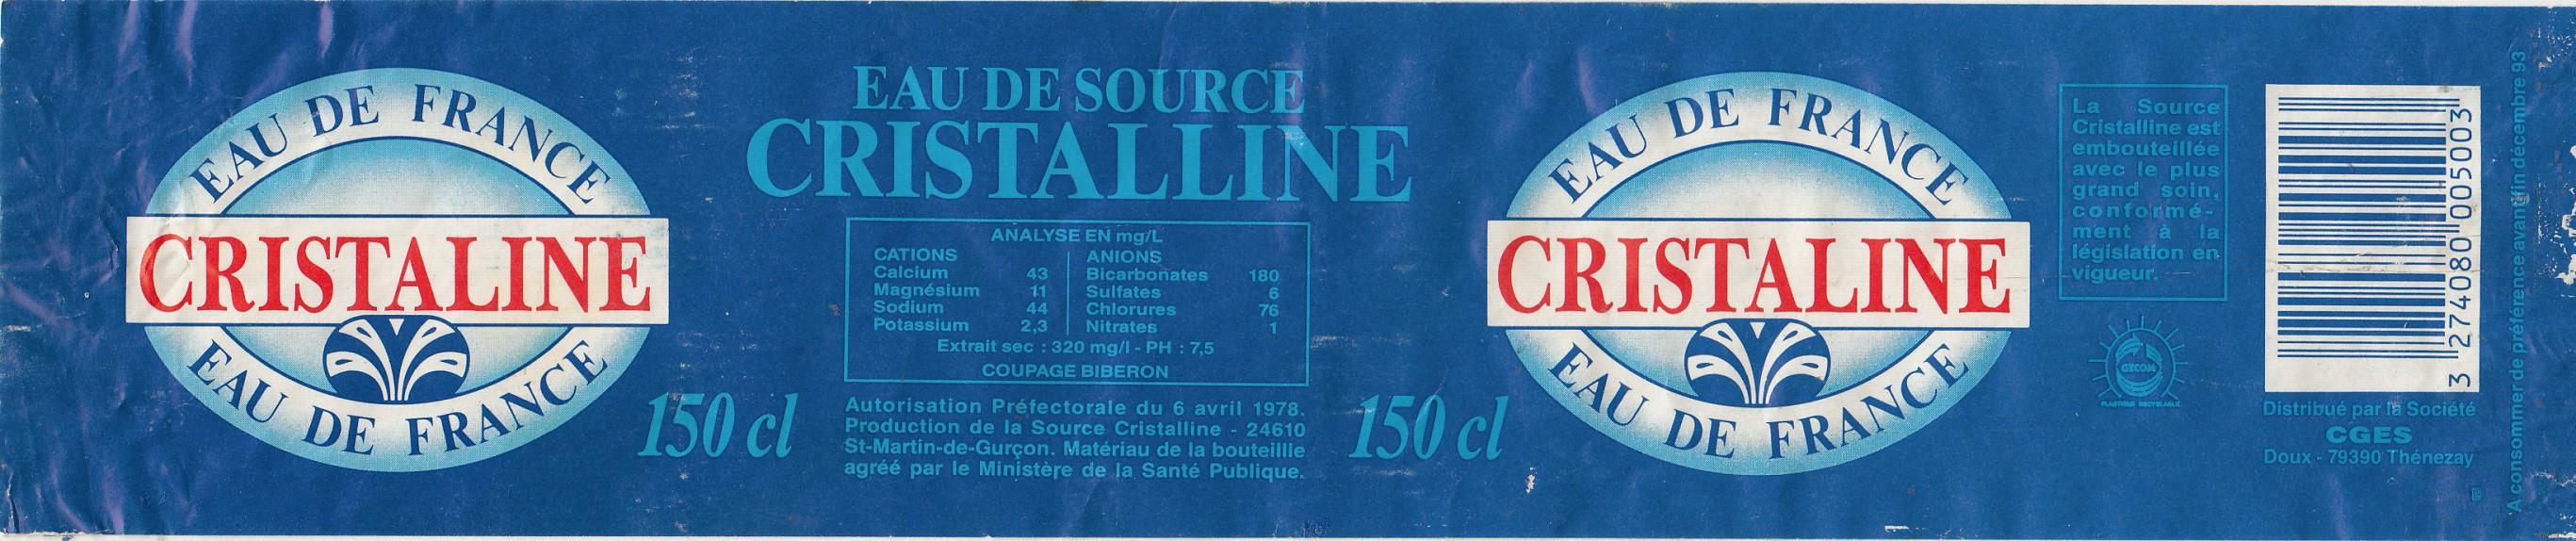 EAU DE FRANCE
CRISTALINE
EAU DE FRANCE
150 cl
EAU DE SOURCE
CRISTALLINE
ANALYSE EN mg/L
CATIONS
Calcium 43
Magnésium 11
Sodium 44
Potassium 2,3
ANIONS
Bicarbonates 180
Sulfates 6
Chlorures 76
Nitrates 1
Extrait sec : 320 mg/l - PH : 7,5
COUPAGE BIBERON
Autorisation Préfectorale du 6 avril 1978.
Production de la Source Cristalline - 24610
St-Martin-de-Gurçon. Matériau de la bouteillle
agréé par le Ministère de la Santé Publique.
150 cl
EAU DE FRANCE
CRISTALINE
EAU DE FRANCE
La Source
Cristalline est
embouteillée
avec le plus
grand soin,
conformé-
ment à la
législation en
vigueur.
GECOM
PLASTIQUE RECYCLABLE
3 274080 005003
Distribué par la Société
CGES
Doux - 79390 Thénezay
A consommer de préférence avant fin décembre 93